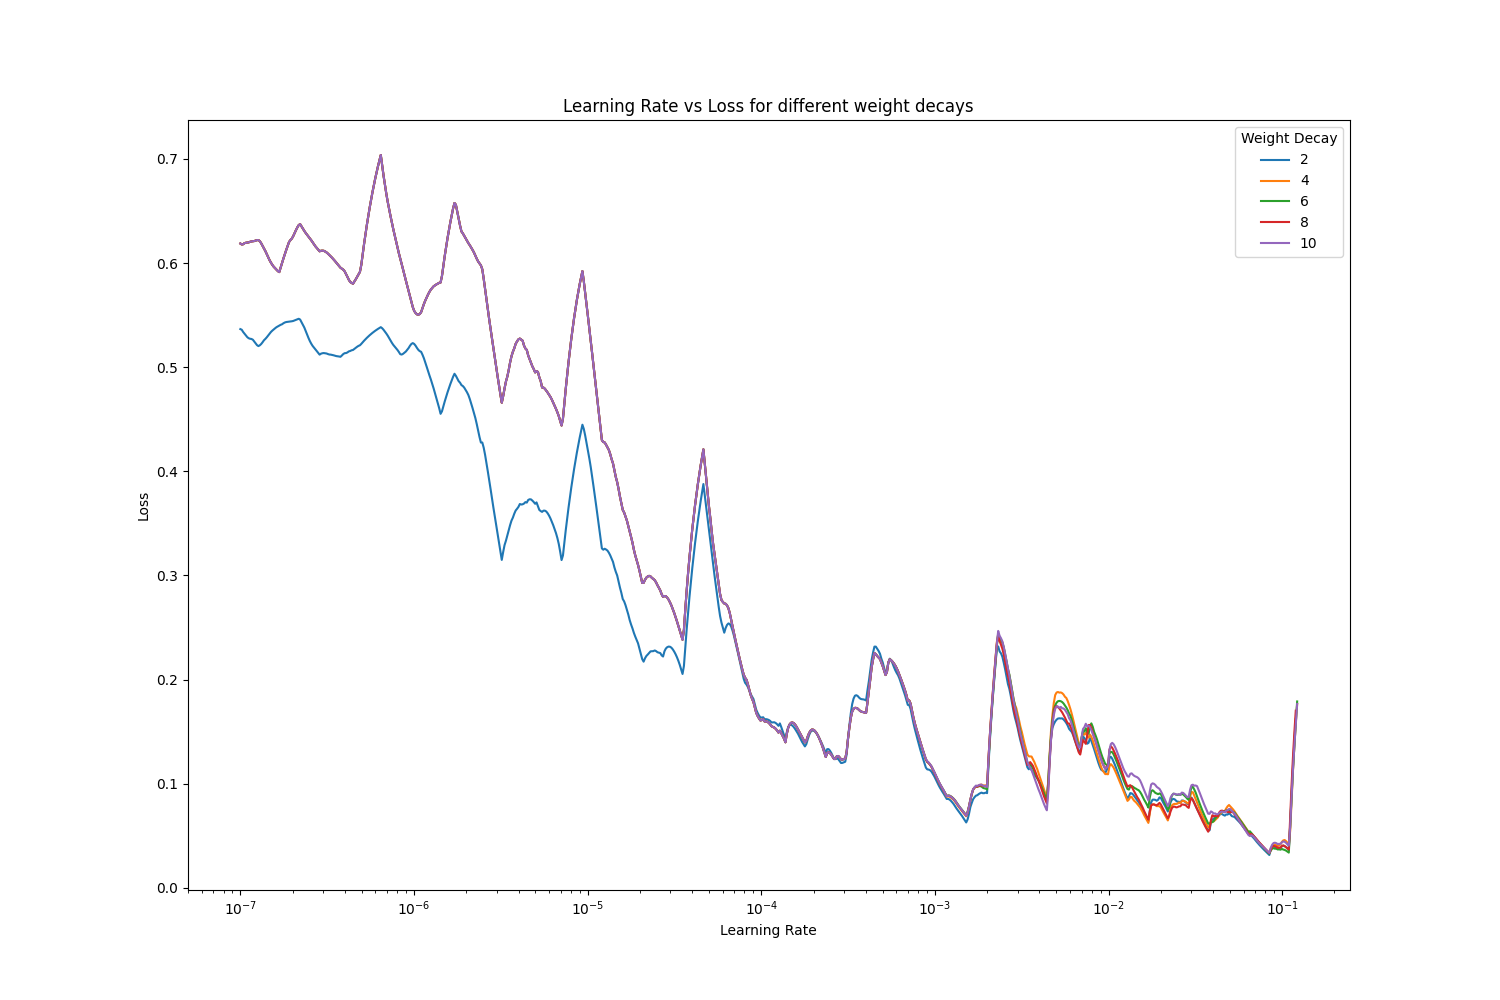 Learning Rate vs Loss for different weight decays
Weight Decay
2
4
6
8
10
0.7
0.6
0.5
0.4
0.3
0.2
0.1
0.0
Loss
10⁻⁷ 10⁻⁶ 10⁻⁵ 10⁻⁴ 10⁻³ 10⁻² 10⁻¹
Learning Rate